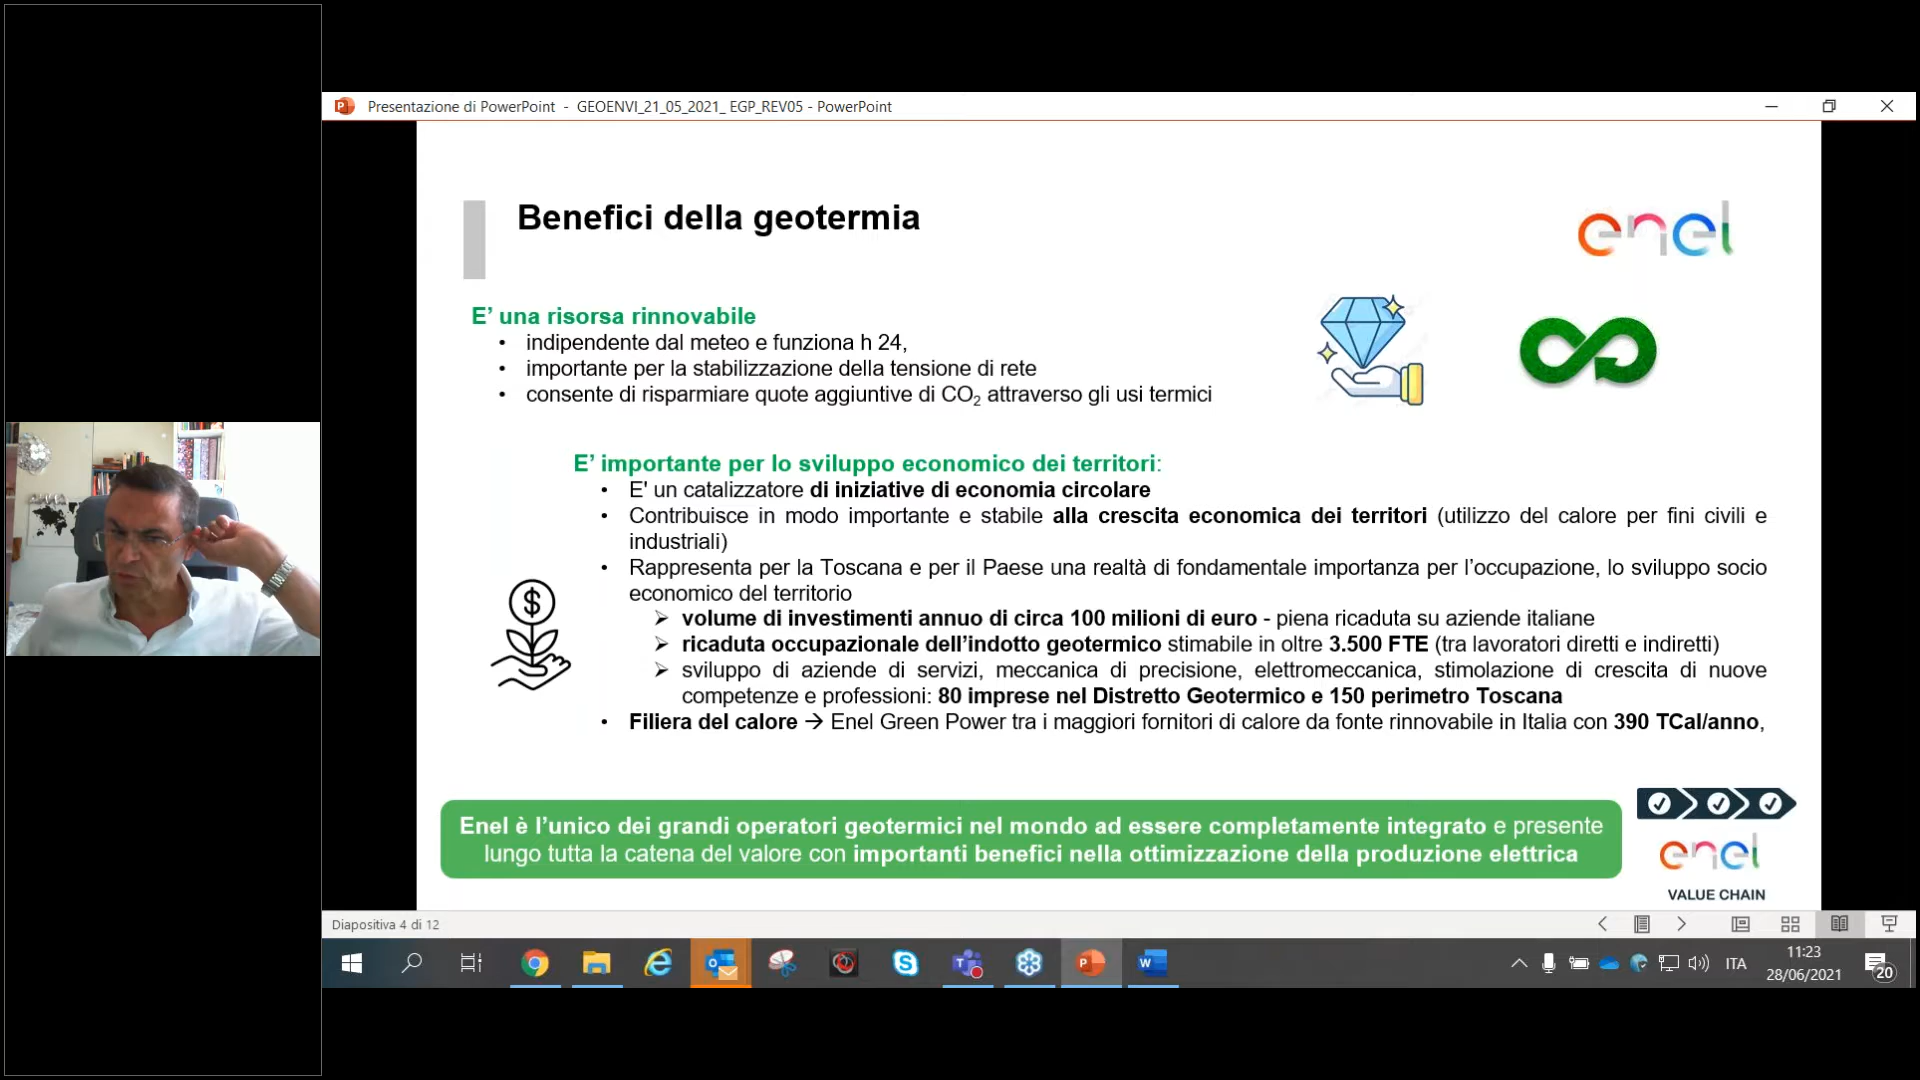 Presentazione di PowerPoint - GEOENVI_21_05_2021_ EGP_REV05 - PowerPoint
Benefici della geotermia
enel
E’ una risorsa rinnovabile
• indipendente dal meteo e funziona h 24,
• importante per la stabilizzazione della tensione di rete
• consente di risparmiare quote aggiuntive di CO2 attraverso gli usi termici
E’ importante per lo sviluppo economico dei territori:
• E' un catalizzatore di iniziative di economia circolare
• Contribuisce in modo importante e stabile alla crescita economica dei territori (utilizzo del calore per fini civili e
industriali)
• Rappresenta per la Toscana e per il Paese una realtà di fondamentale importanza per l’occupazione, lo sviluppo socio
economico del territorio
➢ volume di investimenti annuo di circa 100 milioni di euro - piena ricaduta su aziende italiane
➢ ricaduta occupazionale dell’indotto geotermico stimabile in oltre 3.500 FTE (tra lavoratori diretti e indiretti)
➢ sviluppo di aziende di servizi, meccanica di precisione, elettromeccanica, stimolazione di crescita di nuove
competenze e professioni: 80 imprese nel Distretto Geotermico e 150 perimetro Toscana
• Filiera del calore → Enel Green Power tra i maggiori fornitori di calore da fonte rinnovabile in Italia con 390 TCal/anno,
Enel è l’unico dei grandi operatori geotermici nel mondo ad essere completamente integrato e presente
lungo tutta la catena del valore con importanti benefici nella ottimizzazione della produzione elettrica
enel
VALUE CHAIN
Diapositiva 4 di 12
ITA
11:23
28/06/2021
20